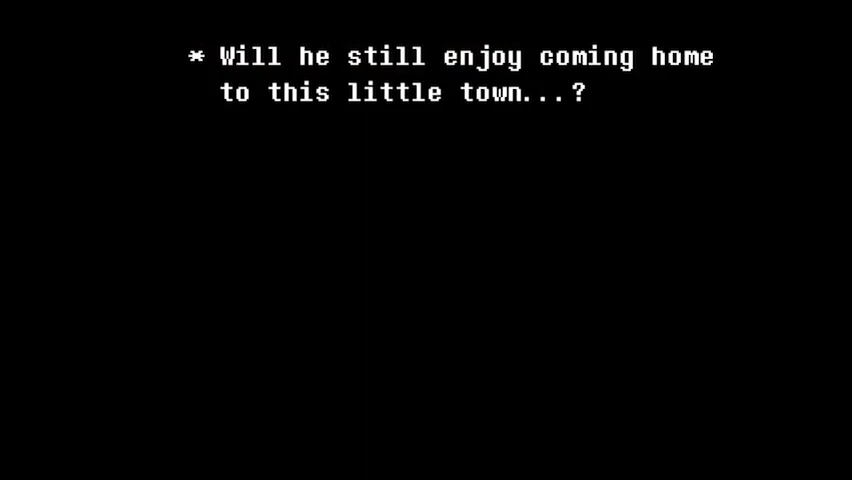 * Will he still enjoy coming home
to this little town...?